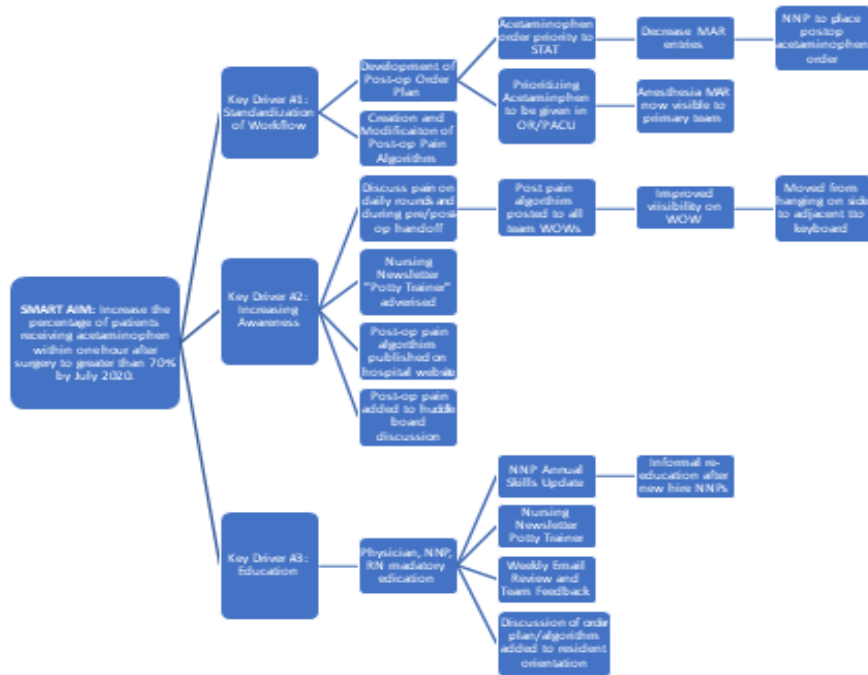 SMART AIM: Increase the
percentage of patients
receiving acetaminophen
within one hour after
surgery to greater than 70%
by July 2020.
Key Driver #1:
Standardization
of Workflow
Development of
Post-op Order
Plan
Acetaminophen
order priority to
STAT
Decrease MAR
entries
NNP to place
postop
acetaminophen
order
Prioritizing
Acetaminphen to
be given in
OR/PACU
Anesthesia MAR
now visible to
primary team
Creation and
Modificaiton of
Post-op Pain
Algorithm
Key Driver #2:
Increasing
Awareness
Discuss pain on
daily rounds and
during pre/post-
op handoff
Post pain
algorthim posted to all
team WOWs
Improved
viisibility on
WOW
Moved from
hanging on side
to adjacent tto
keyboard
Nursing
Newsletter
"Potty Trainer"
adverised
Post-op pain
algorthim
published on
hospital website
Post-op pain
added to huddle
board
discussion
Key Driver #3:
Education
Physician, NNP,
RN madatory
edication
NNP Annual
Skills Update
Informal re-
education after
new hire NNPs
Nursing
Newsletter
Potty Trainer
Weekly Email
Review and
Team Feedback
Discussion of order
plan/algorithm
added to resident
orientation